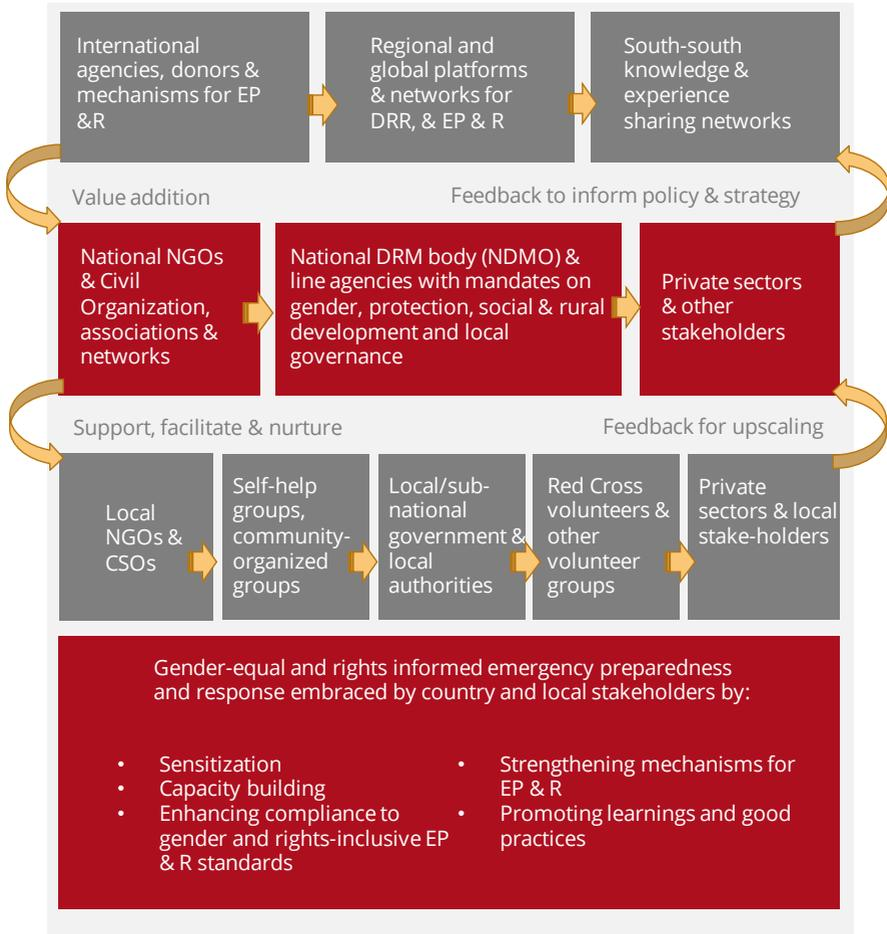 International
agencies, donors &
mechanisms for EP
&R
Regional and
global platforms
& networks for
DRR, & EP & R
South-south
knowledge &
experience
sharing networks
Value addition
Feedback to inform policy & strategy
National NGOs
& Civil
Organization,
associations &
networks
National DRM body (NDMO) &
line agencies with mandates on
gender, protection, social & rural
development and local
governance
Private sectors
& other
stakeholders
Support, facilitate & nurture
Feedback for upscaling
Local
NGOs &
CSOs
Self-help
groups,
community-
organized
groups
Local/sub-
national
government &
local
authorities
Red Cross
volunteers &
other
volunteer
groups
Private
sectors & local
stake-holders
Gender-equal and rights informed emergency preparedness
and response embraced by country and local stakeholders by:
• Sensitization
• Capacity building
• Enhancing compliance to
gender and rights-inclusive EP
& R standards
• Strengthening mechanisms for
EP & R
• Promoting learnings and good
practices